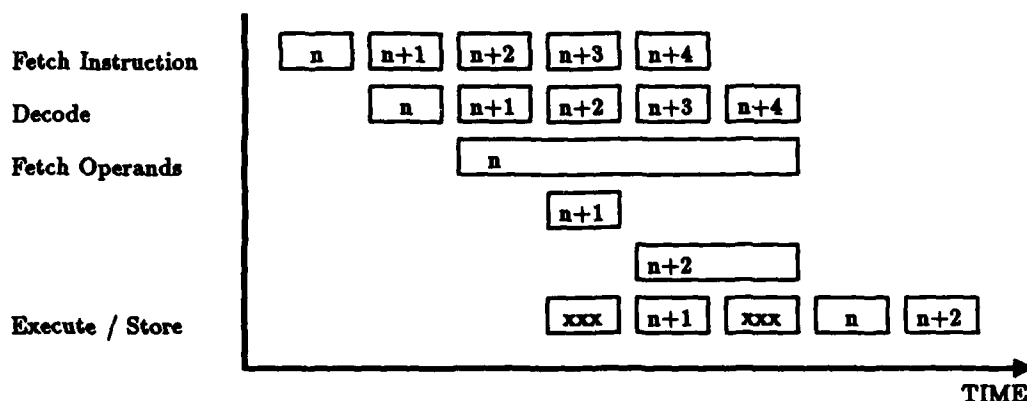 Fetch Instruction n n+1 n+2 n+3 n+4
Decode n n+1 n+2 n+3 n+4
Fetch Operands n
n+1
n+2
Execute / Store xxx n+1 xxx n n+2
TIME